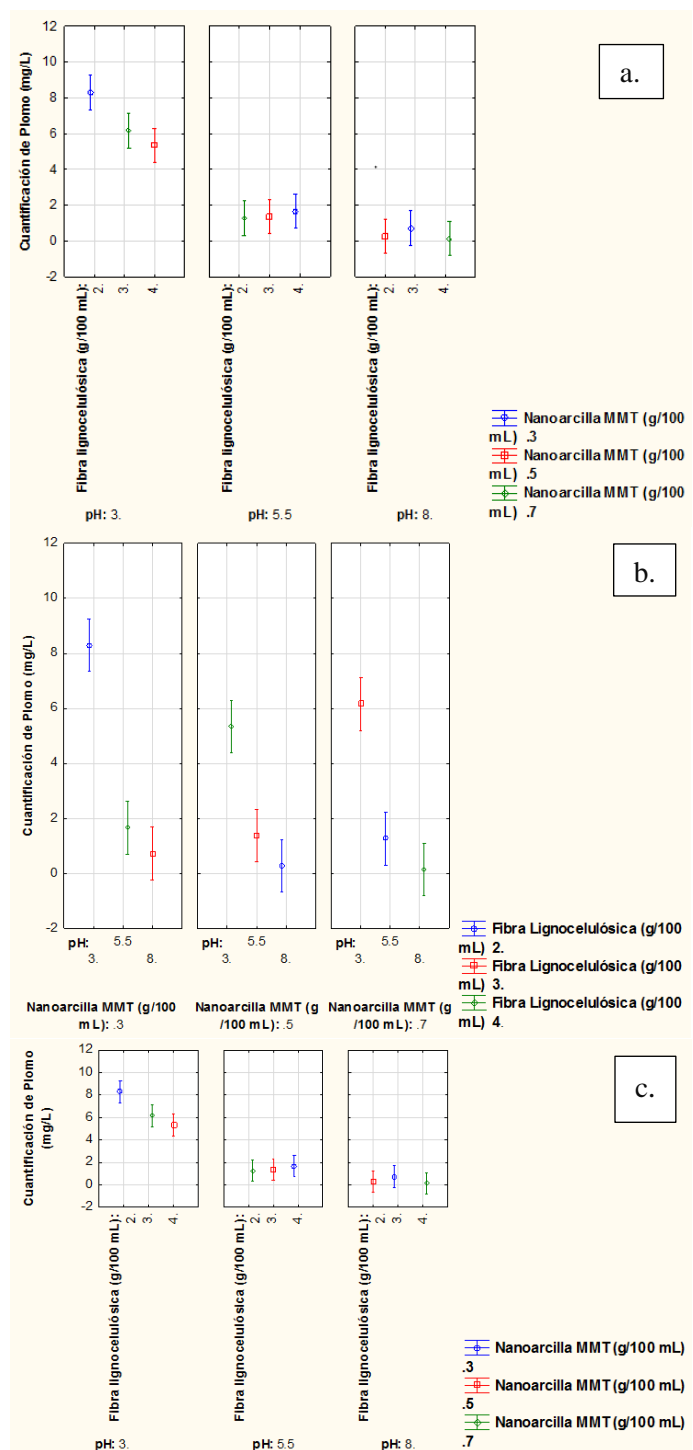 a.
Cuantificación de Plomo (mg/L)
12
10
8
6
4
2
0
-2
Fibra lignocelulósica (g/100 mL):
2.
3.
4.
Fibra lignocelulósica (g/100 mL):
2.
3.
4.
Fibra lignocelulósica (g/100 mL):
2.
3.
4.
pH: 3.
pH: 5.5
pH: 8.
Nanoarcilla MMT (g/100
mL) .3
Nanoarcilla MMT (g/100
mL) .5
Nanoarcilla MMT (g/100
mL) .7
b.
Cuantificación de Plomo (mg/L)
12
10
8
6
4
2
0
-2
pH: 5.5 5.5 5.5
3. 8. 3. 8. 3. 8.
Nanoarcilla MMT (g/100 Nanoarcilla MMT (g Nanoarcilla MMT (g
mL): .3 /100 mL): .5 /100 mL): .7
Fibra Lignocelulósica (g/100
mL) 2.
Fibra Lignocelulósica (g/100
mL) 3.
Fibra Lignocelulósica (g/100
mL) 4.
c.
Cuantificación de Plomo
(mg/L)
12
10
8
6
4
2
0
-2
Fibra lignocelulósica (g/100 mL):
2.
3.
4.
Fibra lignocelulósica (g/100 mL):
2.
3.
4.
Fibra lignocelulósica (g/100 mL):
2.
3.
4.
pH: 3.
pH: 5.5
pH: 8.
Nanoarcilla MMT (g/100 mL)
.3
Nanoarcilla MMT (g/100 mL)
.5
Nanoarcilla MMT (g/100 mL)
.7